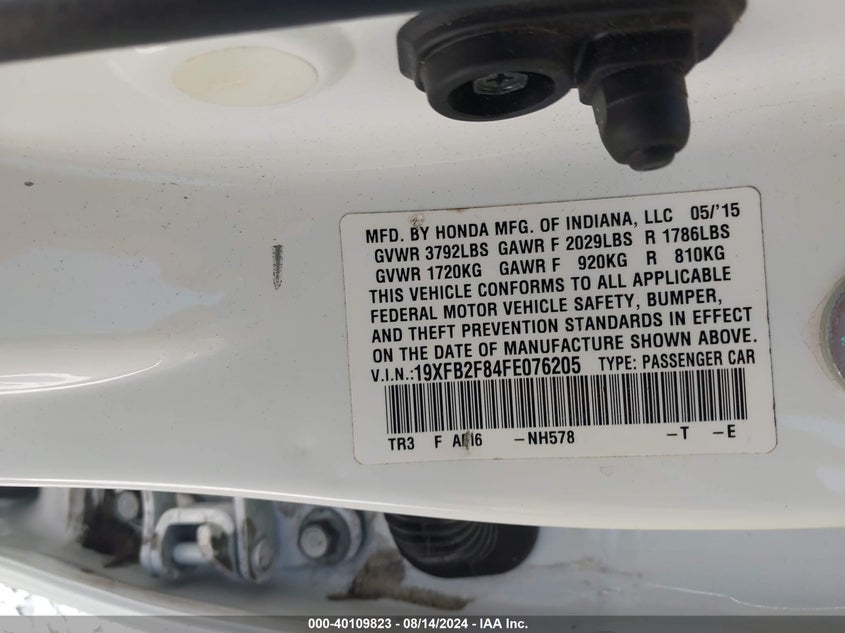 MFD. BY HONDA MFG. OF INDIANA, LLC 05/'15
GVWR 3792LBS GAWR F 2029LBS R 1786LBS
GVWR 1720KG GAWR F 920KG R 810KG
THIS VEHICLE CONFORMS TO ALL APPLICABLE
FEDERAL MOTOR VEHICLE SAFETY, BUMPER,
AND THEFT PREVENTION STANDARDS IN EFFECT
ON THE DATE OF MANUFACTURE SHOWN ABOVE.
V.I.N.:19XFB2F84FE076205 TYPE: PASSENGER CAR
TR3 F -NH578 -T -E
000-40109823 - 08/14/2024 - IAA Inc.